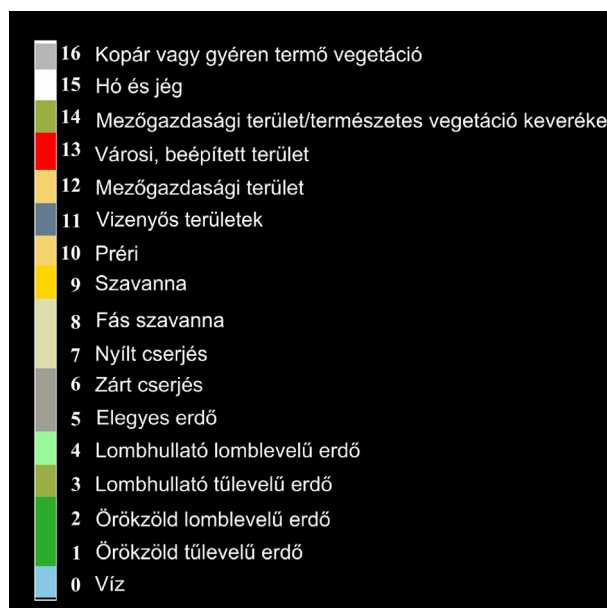 16 Kopár vagy gyéren termő vegetáció
15 Hó és jég
14 Mezőgazdasági terület/természetes vegetáció keveréke
13 Városi, beépített terület
12 Mezőgazdasági terület
11 Vizenyős területek
10 Préri
9 Szavanna
8 Fás szavanna
7 Nyílt cserjés
6 Zárt cserjés
5 Elegyes erdő
4 Lombhullató lomblevelű erdő
3 Lombhullató tűlevelű erdő
2 Örökzöld lomblevelű erdő
1 Örökzöld tűlevelű erdő
0 Víz